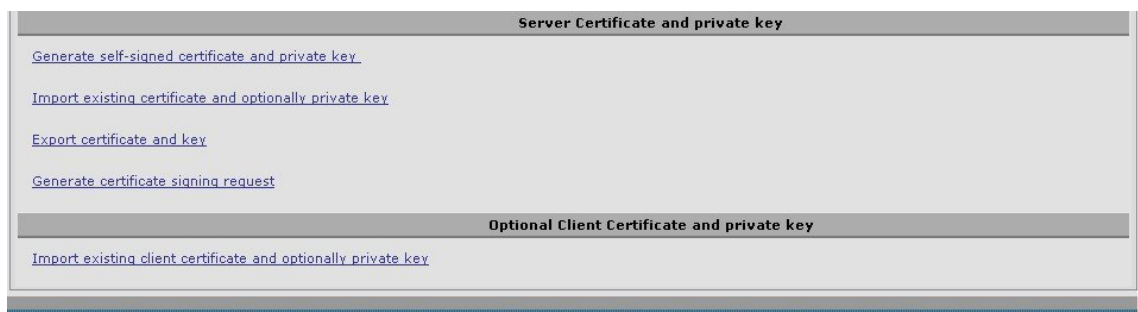 Server Certificate and private key
Generate self-signed certificate and private key
Import existing certificate and optionally private key
Export certificate and key
Generate certificate signing request
Optional Client Certificate and private key
Import existing client certificate and optionally private key